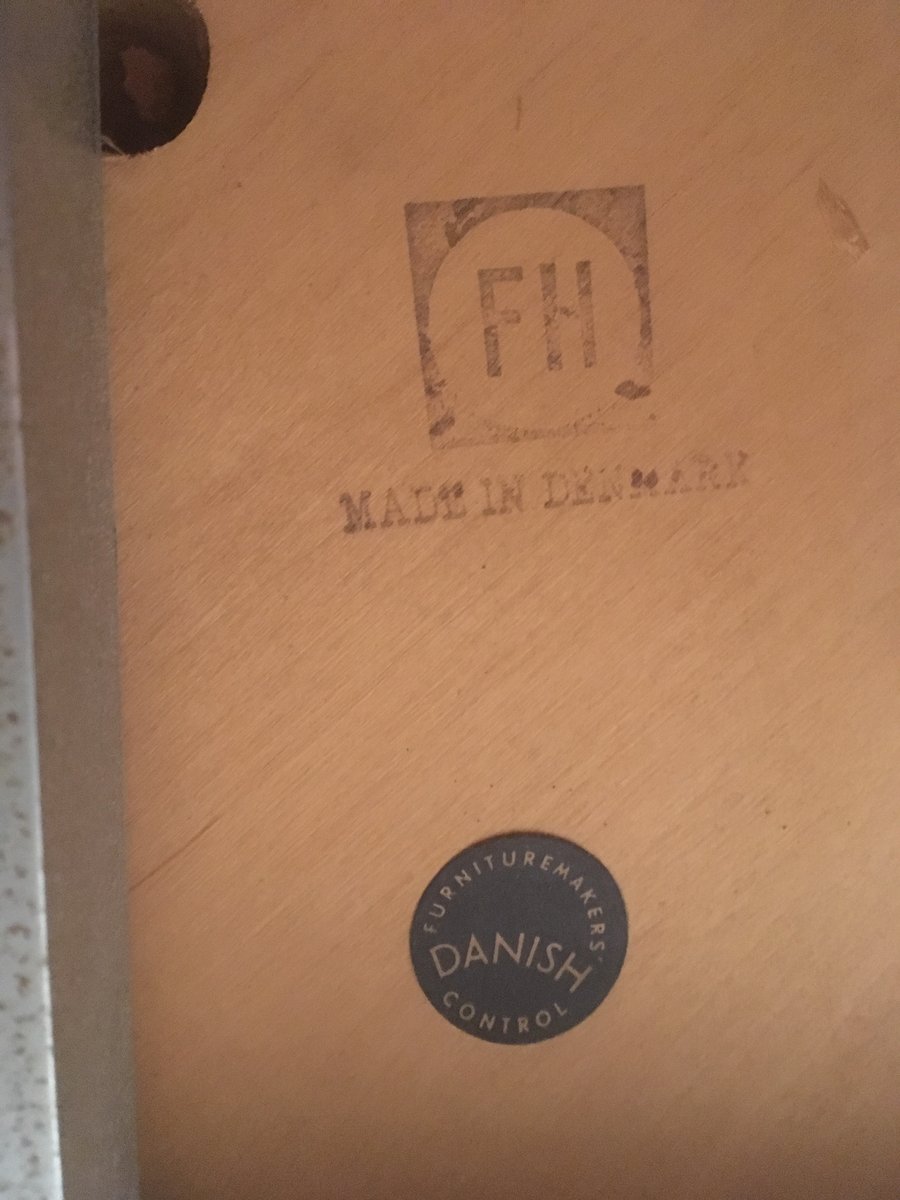 FH
MADE IN DENMARK
FURNITUREMAKERS'
DANISH
CONTROL